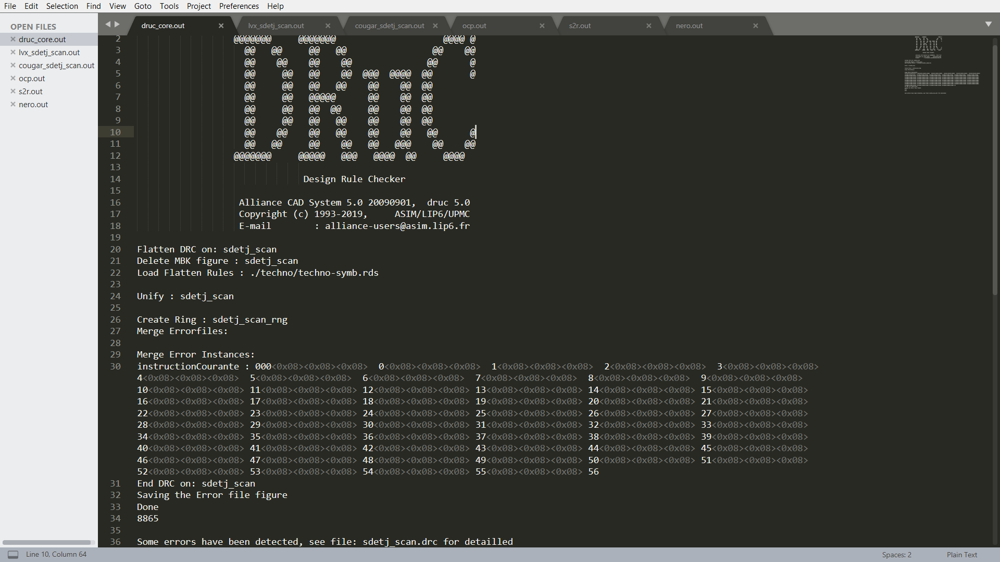 File Edit Selection Find View Goto Tools Project Preferences Help
OPEN FILES
druc_core.out
lvx_sdetj_scan.out
cougar_sdetj_scan.out
ocp.out
s2r.out
nero.out
druc_core.out lvx_sdetj_scan.out cougar_sdetj_scan.out ocp.out s2r.out nero.out
2 @@@@@@@     @@@@@@@                    @@@@ @
3   @@   @@     @@   @@                @@    @@
4   @@    @@    @@    @@              @@      @
5   @@     @@   @@    @@  @@@  @@@@  @@       @
6   @@     @@   @@   @@    @@    @@  @@
7   @@     @@   @@@@@      @@    @@  @@
8   @@     @@   @@  @@     @@    @@  @@
9   @@     @@   @@   @@    @@    @@  @@
10   @@    @@    @@   @@    @@    @@   @@      @
11   @@   @@     @@    @@   @@   @@@    @@    @@
12 @@@@@@@     @@@@@   @@@   @@@@  @@     @@@@
13
14 Design Rule Checker
15
16 Alliance CAD System 5.0 20090901,  druc 5.0
17 Copyright (c) 1993-2019,     ASIM/LIP6/UPMC
18 E-mail        : alliance-users@asim.lip6.fr
19
20 Flatten DRC on: sdetj_scan
21 Delete MBK figure : sdetj_scan
22 Load Flatten Rules : ./techno/techno-symb.rds
23
24 Unify : sdetj_scan
25
26 Create Ring : sdetj_scan_rng
27 Merge Errorfiles:
28
29 Merge Error Instances:
30 instructionCourante : 000<0x08><0x08><0x08>  0<0x08><0x08><0x08>  1<0x08><0x08><0x08>  2<0x08><0x08><0x08>  3<0x08><0x08><0x08>
4<0x08><0x08><0x08>  5<0x08><0x08><0x08>  6<0x08><0x08><0x08>  7<0x08><0x08><0x08>  8<0x08><0x08><0x08>  9<0x08><0x08><0x08>
10<0x08><0x08><0x08> 11<0x08><0x08><0x08> 12<0x08><0x08><0x08> 13<0x08><0x08><0x08> 14<0x08><0x08><0x08> 15<0x08><0x08><0x08>
16<0x08><0x08><0x08> 17<0x08><0x08><0x08> 18<0x08><0x08><0x08> 19<0x08><0x08><0x08> 20<0x08><0x08><0x08> 21<0x08><0x08><0x08>
22<0x08><0x08><0x08> 23<0x08><0x08><0x08> 24<0x08><0x08><0x08> 25<0x08><0x08><0x08> 26<0x08><0x08><0x08> 27<0x08><0x08><0x08>
28<0x08><0x08><0x08> 29<0x08><0x08><0x08> 30<0x08><0x08><0x08> 31<0x08><0x08><0x08> 32<0x08><0x08><0x08> 33<0x08><0x08><0x08>
34<0x08><0x08><0x08> 35<0x08><0x08><0x08> 36<0x08><0x08><0x08> 37<0x08><0x08><0x08> 38<0x08><0x08><0x08> 39<0x08><0x08><0x08>
40<0x08><0x08><0x08> 41<0x08><0x08><0x08> 42<0x08><0x08><0x08> 43<0x08><0x08><0x08> 44<0x08><0x08><0x08> 45<0x08><0x08><0x08>
46<0x08><0x08><0x08> 47<0x08><0x08><0x08> 48<0x08><0x08><0x08> 49<0x08><0x08><0x08> 50<0x08><0x08><0x08> 51<0x08><0x08><0x08>
52<0x08><0x08><0x08> 53<0x08><0x08><0x08> 54<0x08><0x08><0x08> 55<0x08><0x08><0x08> 56
31 End DRC on: sdetj_scan
32 Saving the Error file figure
33 Done
34 8865
35
36 Some errors have been detected, see file: sdetj_scan.drc for detailled
Line 10, Column 64 Spaces: 2 Plain Text